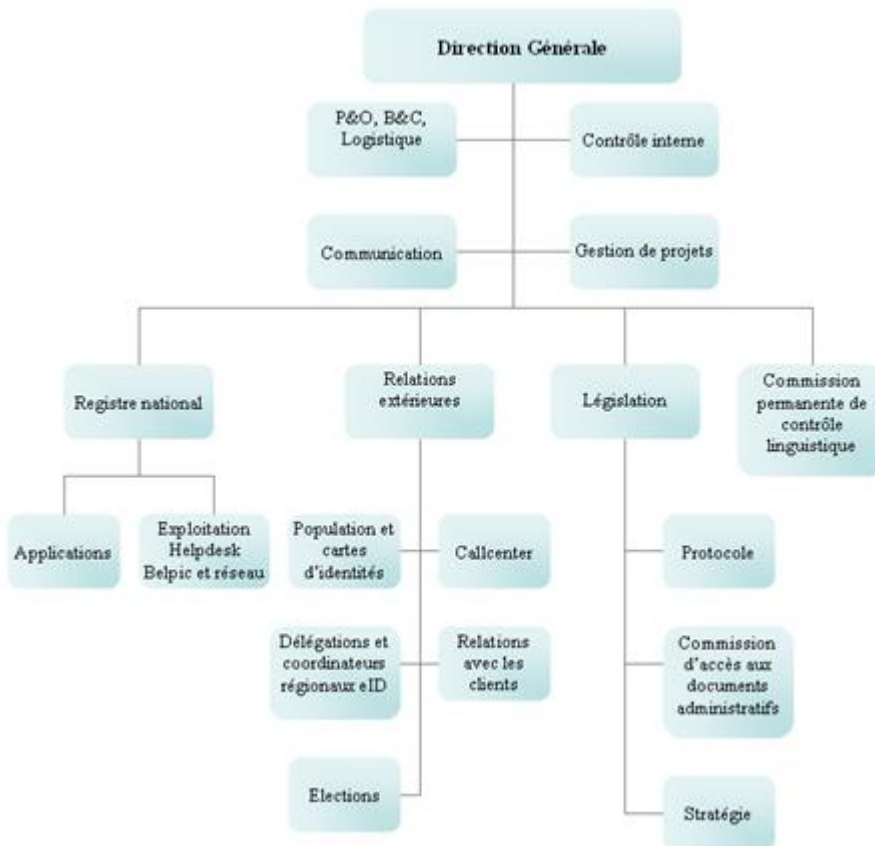 Direction Générale
P&O, B&C,
Logistique
Contrôle interne
Communication
Gestion de projets
Registre national
Relations
extérieures
Législation
Commission
permanente de
contrôle
linguistique
Applications
Exploitation
Helpdesk
Belpic et réseau
Population et
cartes
d'identités
Callcenter
Protocole
Délégations et
coordinateurs
régionaux eID
Relations
avec les
clients
Commission
d'accès aux
documents
administratifs
Elections
Stratégie